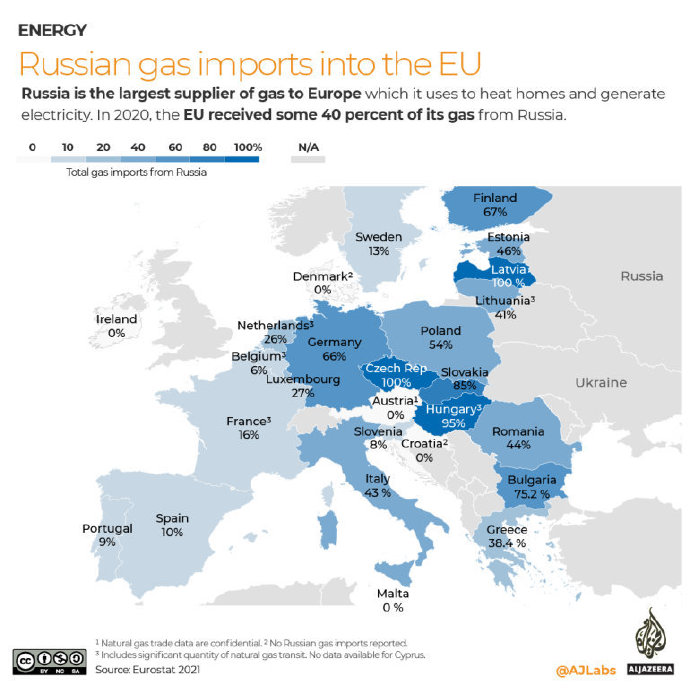 ENERGY
Russian gas imports into the EU
Russia is the largest supplier of gas to Europe which it uses to heat homes and generate
electricity. In 2020, the EU received some 40 percent of its gas from Russia.
0 10 20 40 60 80 100% N/A
Total gas imports from Russia
Finland
67%
Sweden
13%
Estonia
46%
Latvia
100 %
Russia
Denmark²
0%
Lithuania³
41%
Ireland
0%
Netherlands³
26%
Germany
66%
Poland
54%
Belgium³
6%
Luxembourg
27%
Czech Rep
100%
Slovakia
85%
Ukraine
Austria¹
0%
Hungary³
95%
France³
16%
Slovenia
8%
Croatia²
0%
Romania
44%
Italy
43 %
Bulgaria
75.2 %
Portugal
9%
Spain
10%
Greece
38.4 %
Malta
0 %
¹ Natural gas trade data are confidential. ² No Russian gas imports reported.
³ Includes significant quantity of natural gas transit. No data available for Cyprus.
Source: Eurostat 2021
cc BY NC SA
@AJLabs
ALJAZEERA